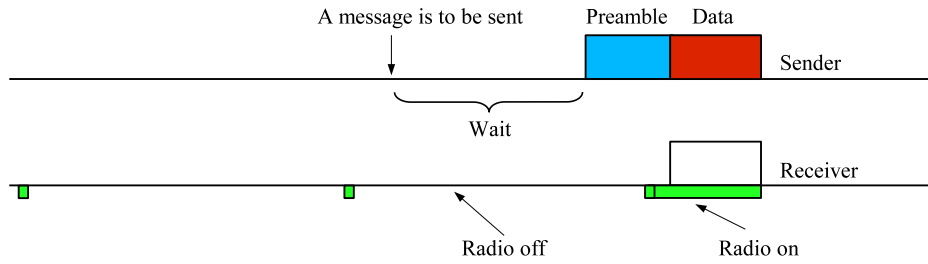 A message is to be sent
Preamble
Data
Sender
Wait
Receiver
Radio off
Radio on